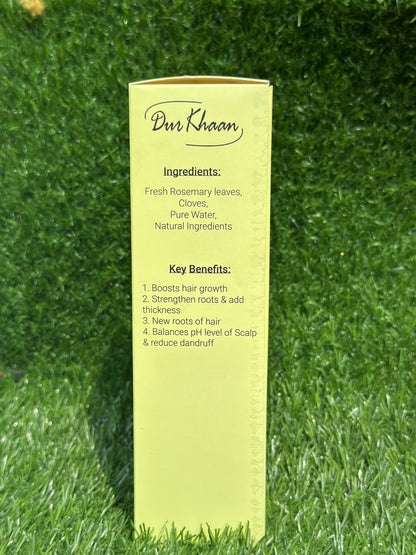 Dur Khaan
Ingredients:
Fresh Rosemary leaves,
Cloves,
Pure Water,
Natural Ingredients
Key Benefits:
1. Boosts hair growth
2. Strengthen roots & add
thickness
3. New roots of hair
4. Balances pH level of Scalp
& reduce dandruff